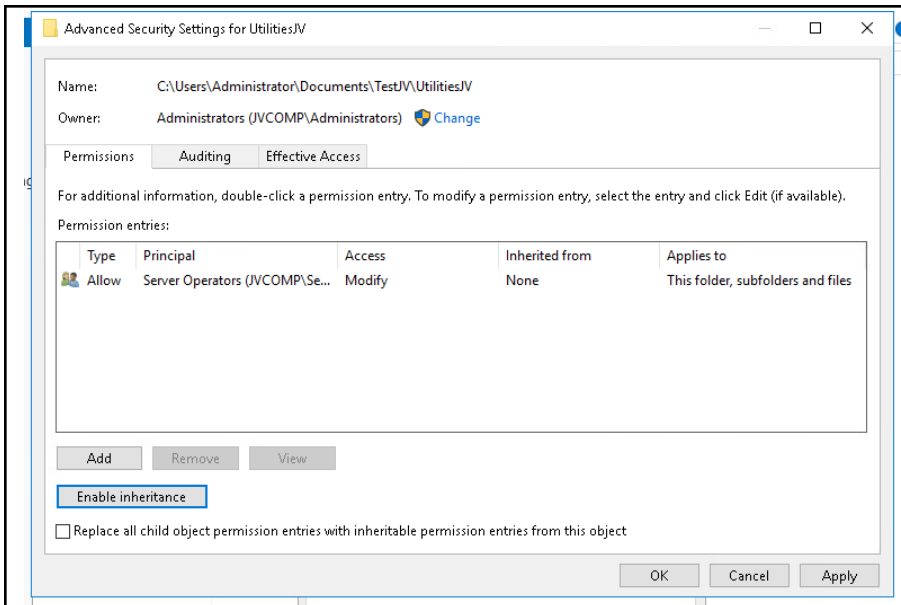 Advanced Security Settings for UtilitiesJV
Name: C:\Users\Administrator\Documents\TestJV\UtilitiesJV
Owner: Administrators (JVCOMP\Administrators) Change
Permissions Auditing Effective Access
For additional information, double-click a permission entry. To modify a permission entry, select the entry and click Edit (if available).
Permission entries:
Type Principal Access Inherited from Applies to
Allow Server Operators (JVCOMP\Se... Modify None This folder, subfolders and files
Add Remove View
Enable inheritance
Replace all child object permission entries with inheritable permission entries from this object
OK Cancel Apply